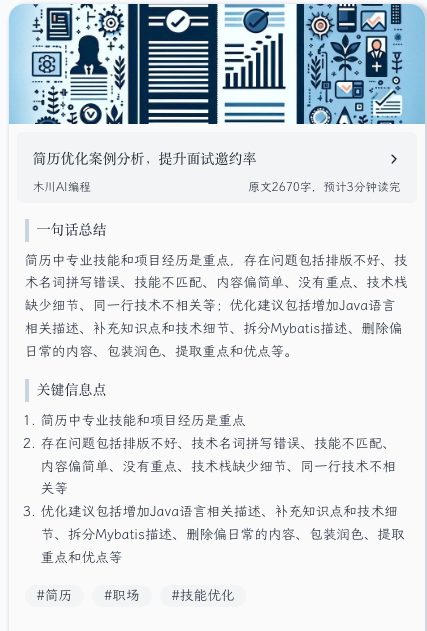 简历优化案例分析，提升面试邀约率
木川AI编程 原文2670字，预计3分钟读完
一句话总结
简历中专业技能和项目经历是重点，存在问题包括排版不好、技
术名词拼写错误、技能不匹配、内容偏简单、没有重点、技术栈
缺少细节、同一行技术不相关等；优化建议包括增加Java语言
相关描述、补充知识点和技术细节、拆分Mybatis描述、删除偏
日常的内容、包装润色、提取重点和优点等。
关键信息点
1. 简历中专业技能和项目经历是重点
2. 存在问题包括排版不好、技术名词拼写错误、技能不匹配、
内容偏简单、没有重点、技术栈缺少细节、同一行技术不相
关等
3. 优化建议包括增加Java语言相关描述、补充知识点和技术细
节、拆分Mybatis描述、删除偏日常的内容、包装润色、提取
重点和优点等
#简历 #职场 #技能优化